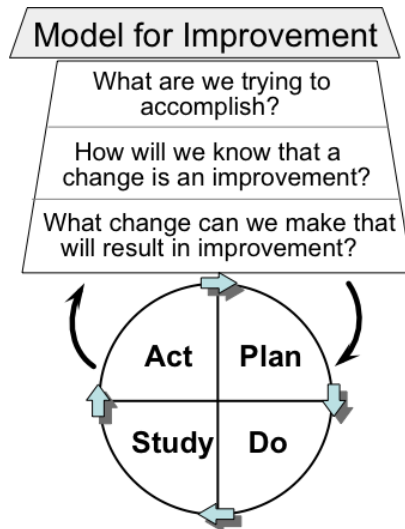 Model for Improvement
What are we trying to
accomplish?
How will we know that a
change is an improvement?
What change can we make that
will result in improvement?
Act
Plan
Study
Do